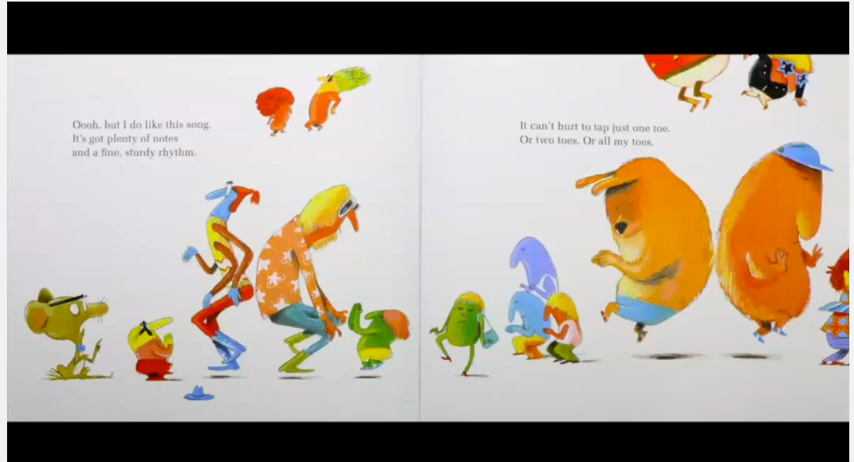 Oooh, but I do like this song.
It's got plenty of notes
and a fine, sturdy rhythm.
It can't hurt to tap just one toe.
Or two toes. Or all my toes.